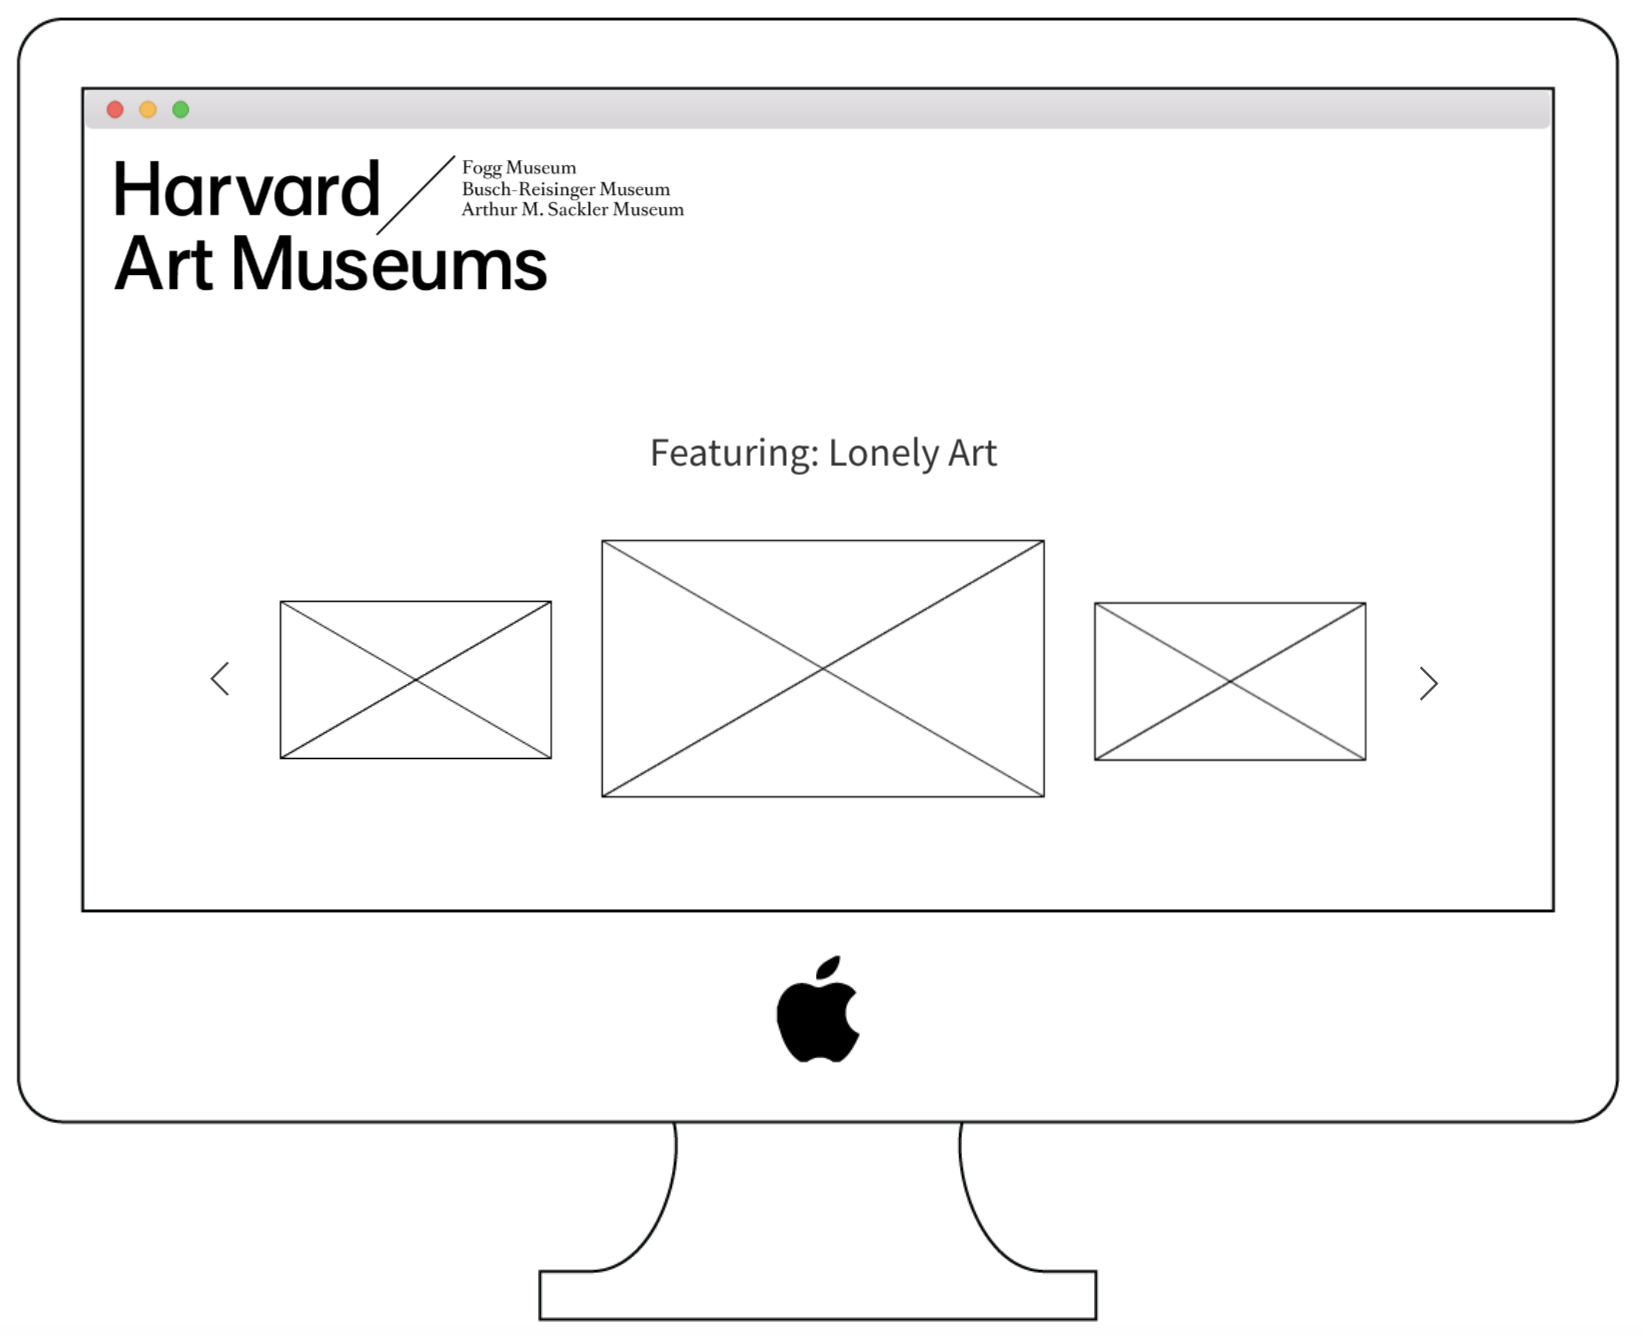 Harvard
Fogg Museum
Busch-Reisinger Museum
Arthur M. Sackler Museum
Art Museums
Featuring: Lonely Art